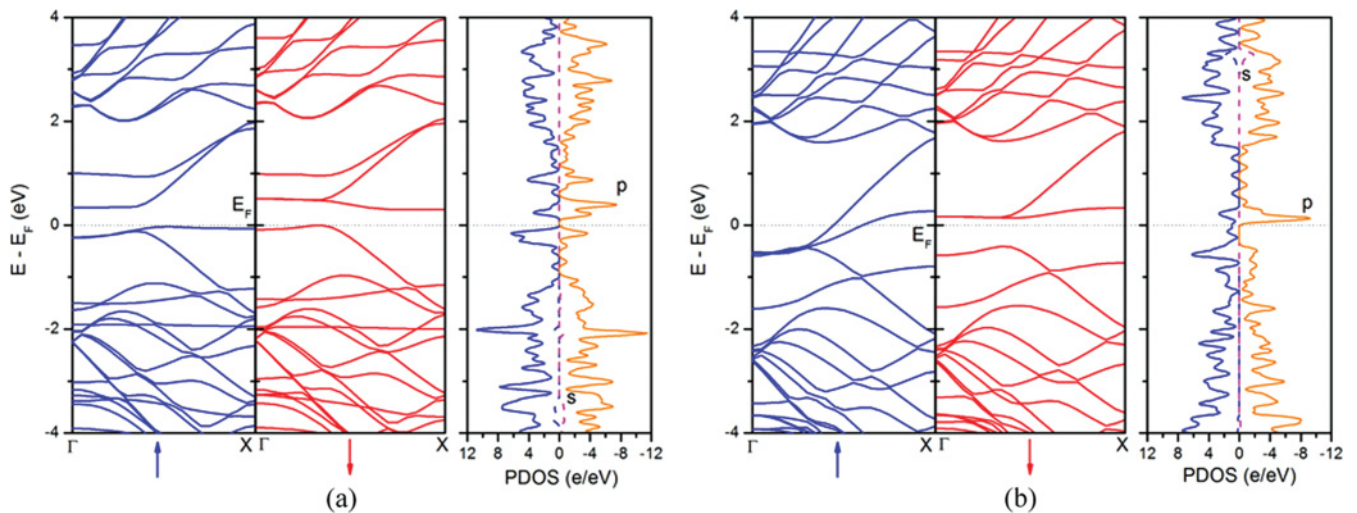 4
2
0
-2
-4
E - E_F (eV)
E_F
Γ
X
Γ
X
p
s
12 8 4 0 -4 -8 -12
PDOS (e/eV)
(a)
4
2
0
-2
-4
E - E_F (eV)
E_F
Γ
X
Γ
X
s
p
12 8 4 0 -4 -8 -12
PDOS (e/eV)
(b)